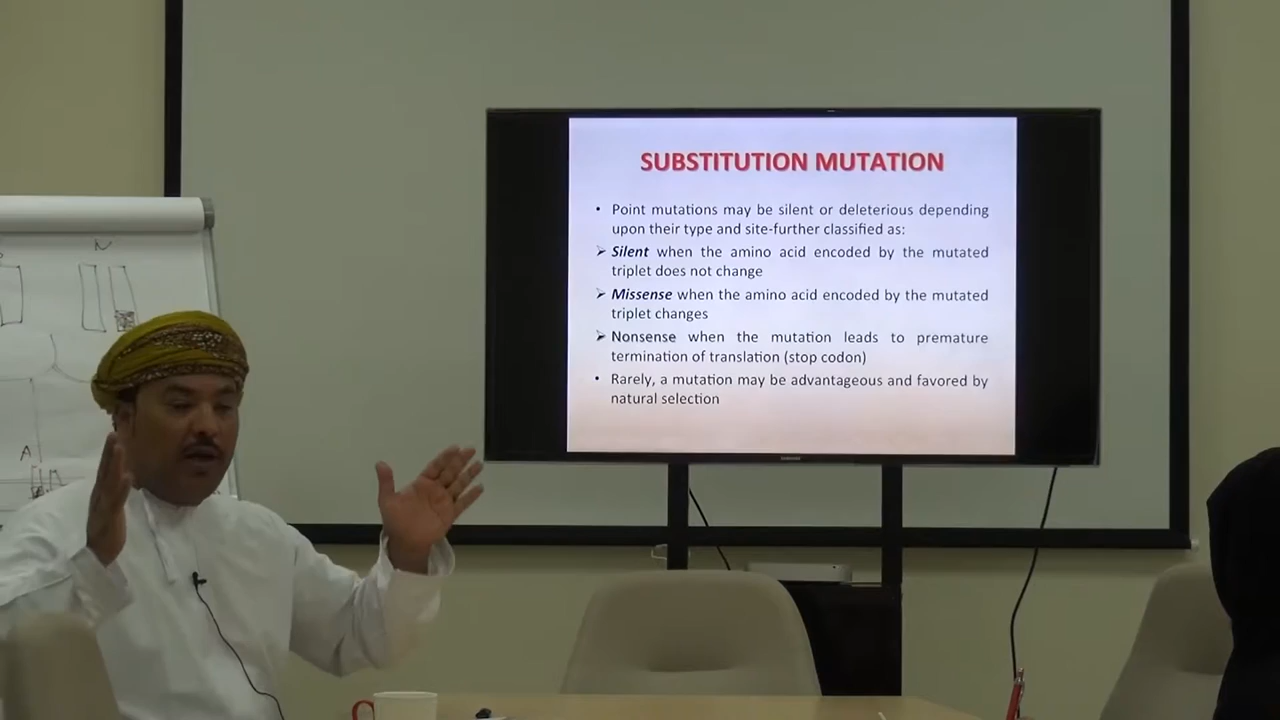 SUBSTITUTION MUTATION
• Point mutations may be silent or deleterious depending
upon their type and site-further classified as:
➢ Silent when the amino acid encoded by the mutated
triplet does not change
➢ Missense when the amino acid encoded by the mutated
triplet changes
➢ Nonsense when the mutation leads to premature
termination of translation (stop codon)
• Rarely, a mutation may be advantageous and favored by
natural selection
SAMSUNG
N
A